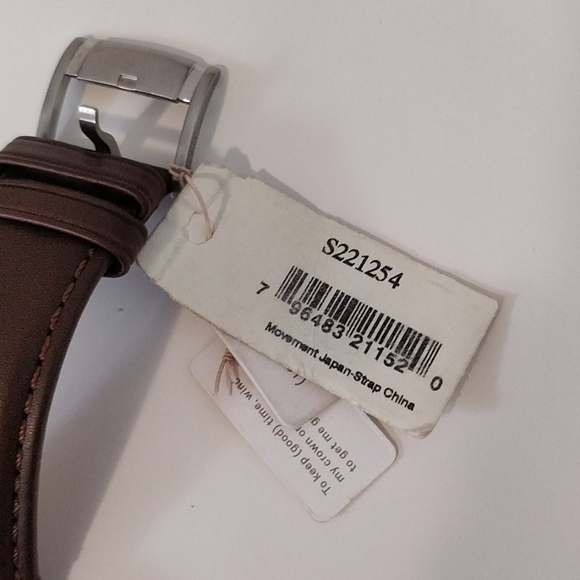 S221254
7 96483 21152 0
Movement Japan-Strap China
To keep (good) time, wind
my crown
to get me